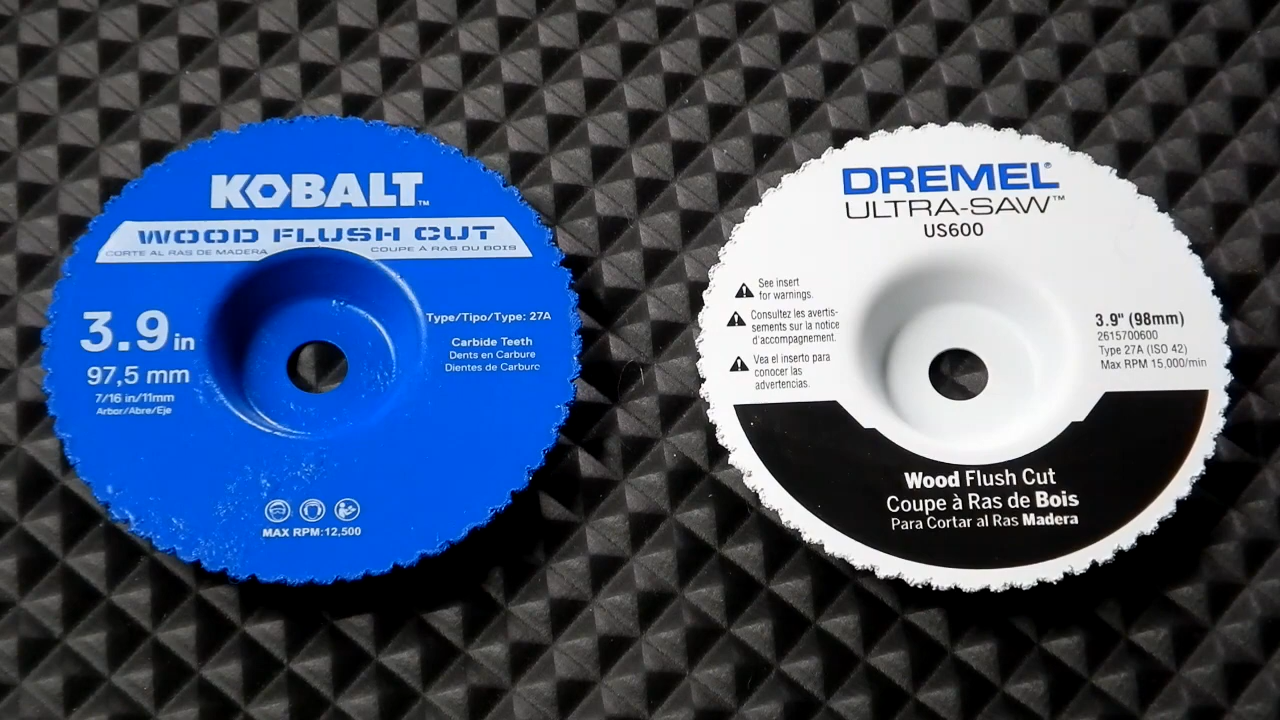 KOBALT™
WOOD FLUSH CUT
CORTE AL RAS DE MADERA COUPE À RAS DU BOIS
3.9 in
97,5 mm
7/16 in/11mm
Arbor/Abre/Eje
Type/Tipo/Type: 27A
Carbide Teeth
Dents en Carbure
Dientes de Carburo
MAX RPM:12,500
DREMEL®
ULTRA-SAW™
US600
See insert
for warnings.
Consultez les avertis-
sements sur la notice
d'accompagnement.
Vea el inserto para
conocer las
advertencias.
3.9" (98mm)
2615700600
Type 27A (ISO 42)
Max RPM 15,000/min
Wood Flush Cut
Coupe à Ras de Bois
Para Cortar al Ras Madera